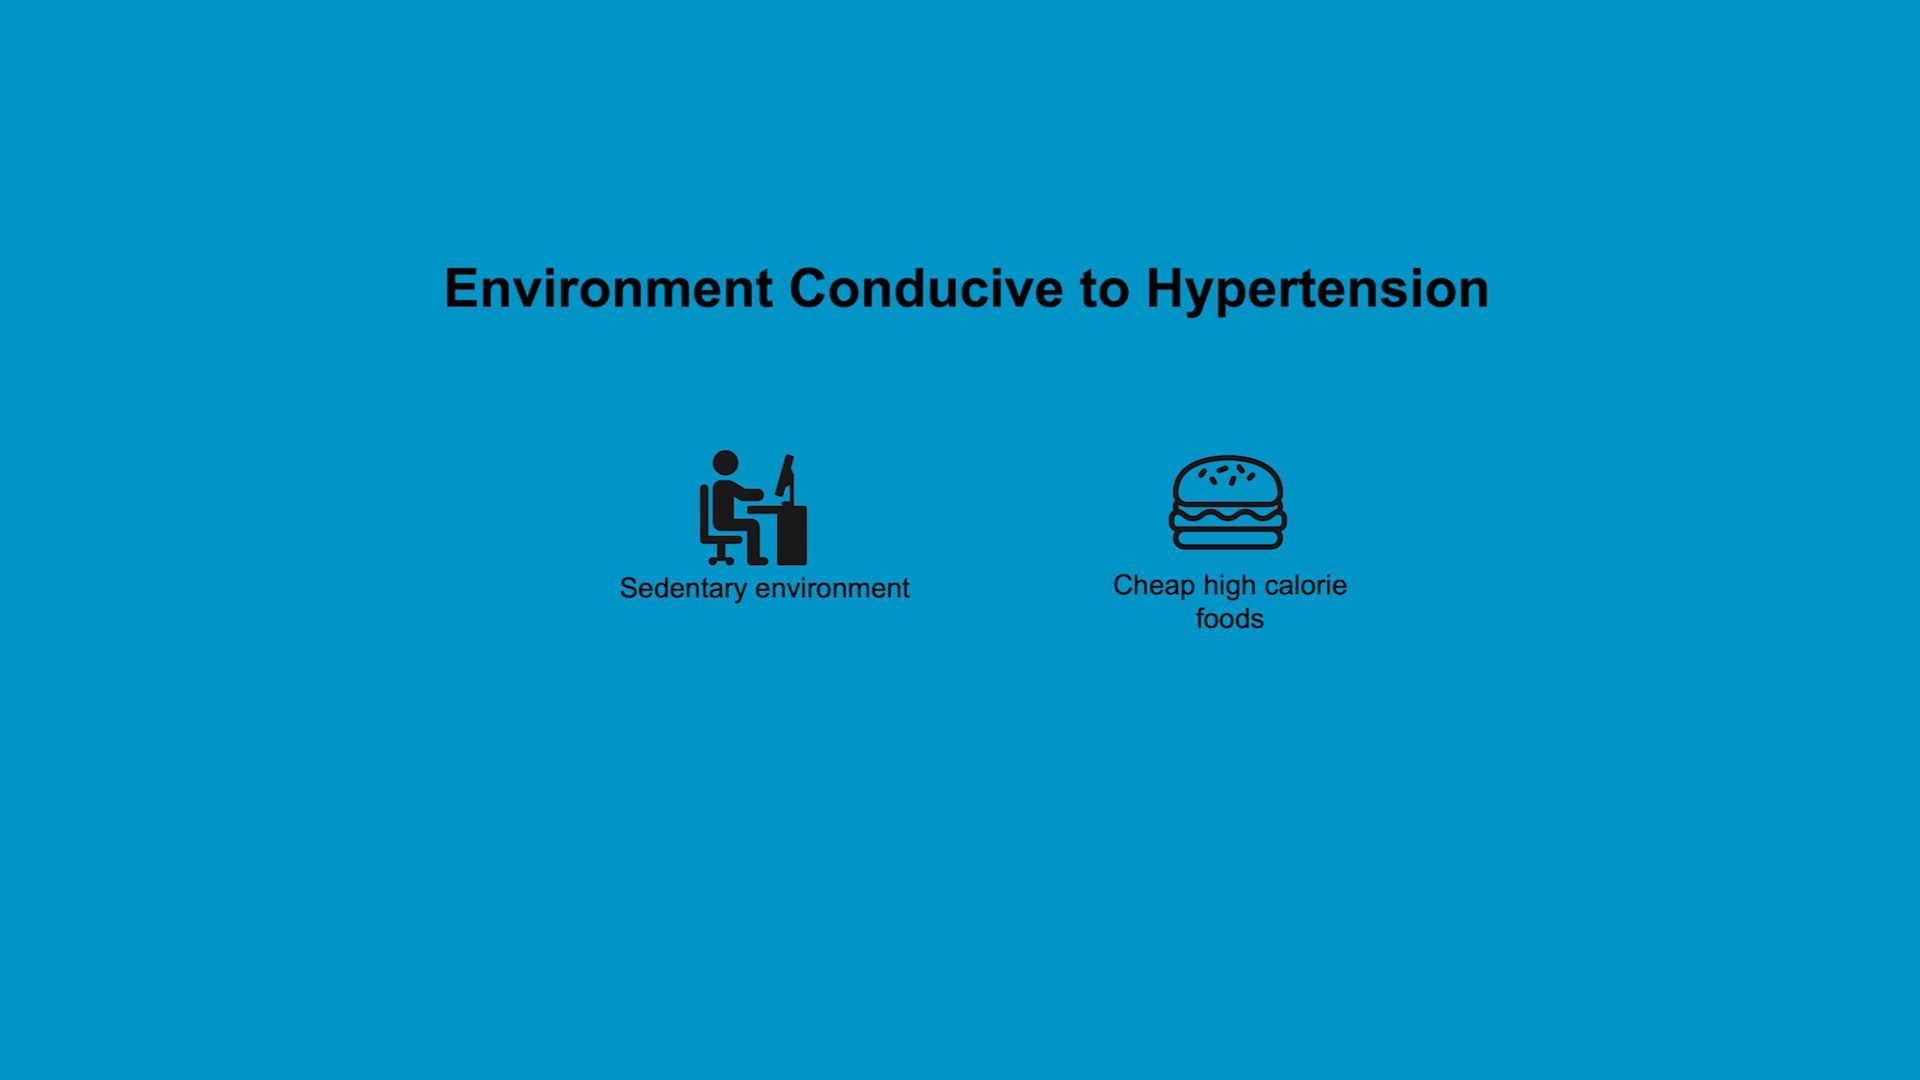 Environment Conducive to Hypertension
Sedentary environment
Cheap high calorie
foods